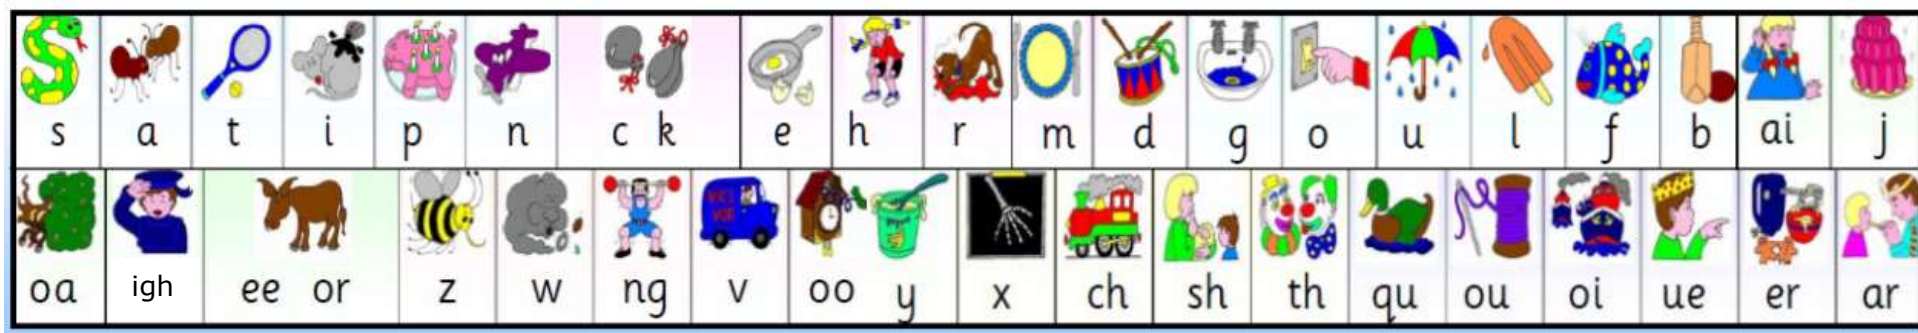 s a t i p n c k e h r m d g o u l f b ai j
oa igh ee or z w ng v oo y x ch sh th qu ou oi ue er ar